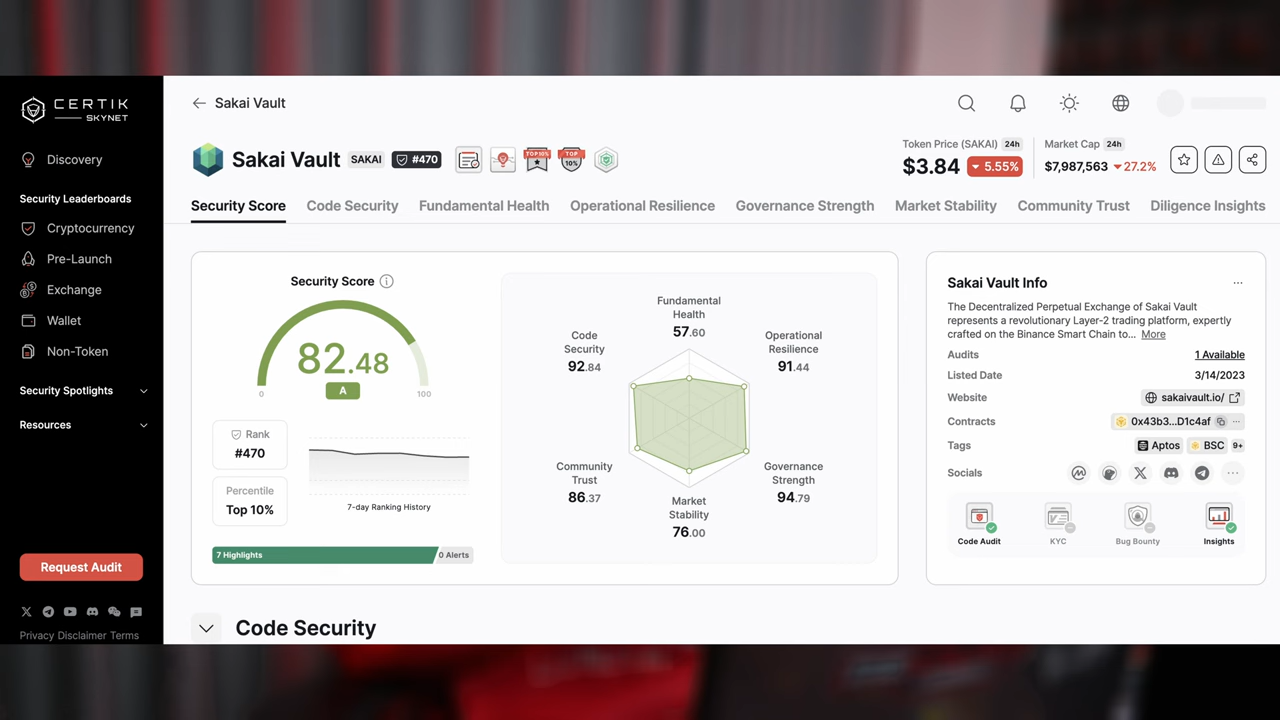 CERTIK
SKYNET
Discovery
Security Leaderboards
Cryptocurrency
Pre-Launch
Exchange
Wallet
Non-Token
Security Spotlights
Resources
Request Audit
Privacy Disclaimer Terms
Sakai Vault
Sakai Vault SAKAI #470
TOP 10%
TOP 10%
Token Price (SAKAI) 24h
$3.84 5.55%
Market Cap 24h
$7,987,563 27.2%
Security Score Code Security Fundamental Health Operational Resilience Governance Strength Market Stability Community Trust Diligence Insights
Security Score
82.48
A
0 100
Rank
#470
Percentile
Top 10%
7-day Ranking History
7 Highlights 0 Alerts
Fundamental
Health
57.60
Code
Security
92.84
Operational
Resilience
91.44
Community
Trust
86.37
Governance
Strength
94.79
Market
Stability
76.00
Sakai Vault Info
The Decentralized Perpetual Exchange of Sakai Vault
represents a revolutionary Layer-2 trading platform, expertly
crafted on the Binance Smart Chain to... More
Audits 1 Available
Listed Date 3/14/2023
Website sakaivault.io/
Contracts 0x43b3...D1c4af
Tags Aptos BSC 9+
Socials
Code Audit KYC Bug Bounty Insights
Code Security